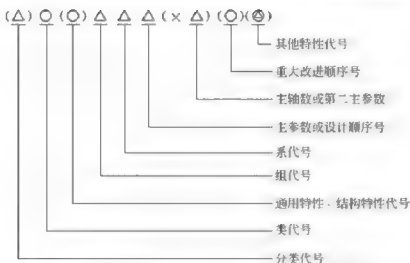 (△)○(○)△△△(×△)(○)(◎)
其他特性代号
重大改进顺序号
主轴数或第二主参数
主参数或设计顺序号
系代号
组代号
通用特性、结构特性代号
类代号
分类代号